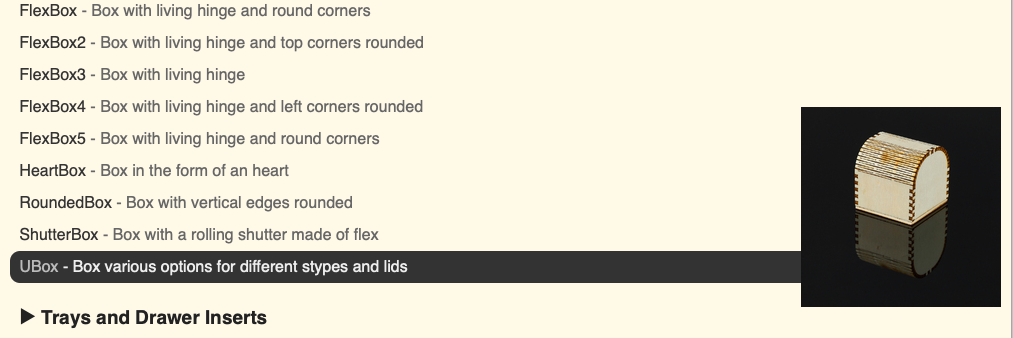 FlexBox - Box with living hinge and round corners
FlexBox2 - Box with living hinge and top corners rounded
FlexBox3 - Box with living hinge
FlexBox4 - Box with living hinge and left corners rounded
FlexBox5 - Box with living hinge and round corners
HeartBox - Box in the form of an heart
RoundedBox - Box with vertical edges rounded
ShutterBox - Box with a rolling shutter made of flex
UBox - Box various options for different stypes and lids
▶ Trays and Drawer Inserts